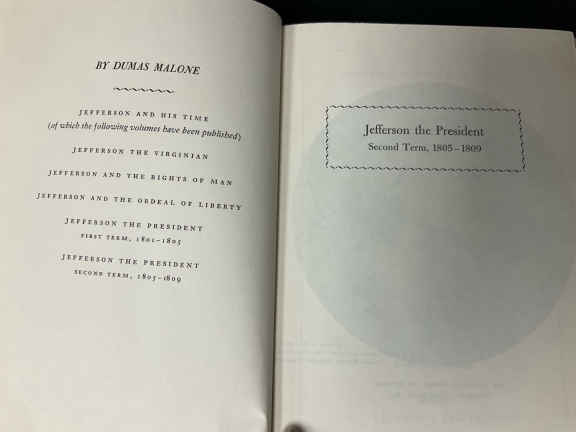 BY DUMAS MALONE
JEFFERSON AND HIS TIME
(of which the following volumes have been published)
JEFFERSON THE VIRGINIAN
JEFFERSON AND THE RIGHTS OF MAN
JEFFERSON AND THE ORDEAL OF LIBERTY
JEFFERSON THE PRESIDENT
FIRST TERM, 1801–1805
JEFFERSON THE PRESIDENT
SECOND TERM, 1805–1809
Jefferson the President
Second Term, 1805–1809